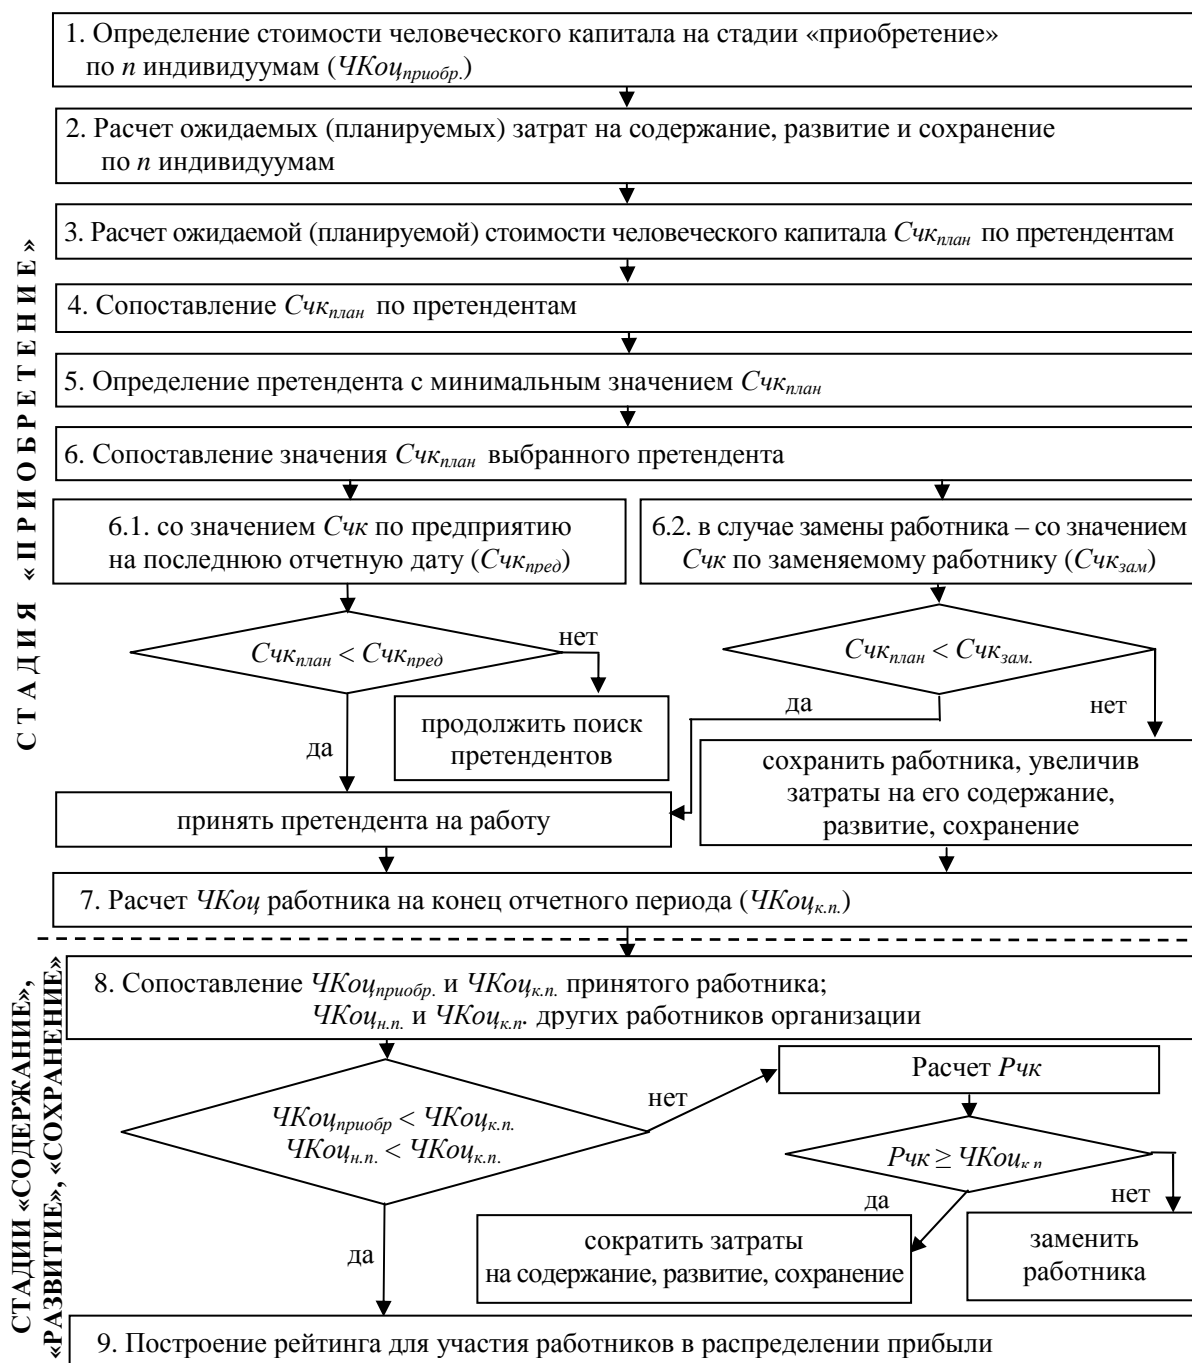 СТАДИЯ «ПРИОБРЕТЕНИЕ»
1. Определение стоимости человеческого капитала на стадии «приобретение»
по n индивидуумам (ЧКоцприобр.)
2. Расчет ожидаемых (планируемых) затрат на содержание, развитие и сохранение
по n индивидуумам
3. Расчет ожидаемой (планируемой) стоимости человеческого капитала Счкплан по претендентам
4. Сопоставление Счкплан по претендентам
5. Определение претендента с минимальным значением Счкплан
6. Сопоставление значения Счкплан выбранного претендента
6.1. со значением Счк по предприятию
на последнюю отчетную дату (Счкпред)
6.2. в случае замены работника – со значением
Счк по заменяемому работнику (Счкзам)
Счкплан < Счкпред
нет
Счкплан < Счкзам.
да
нет
да
продолжить поиск
претендентов
сохранить работника, увеличив
затраты на его содержание,
развитие, сохранение
принять претендента на работу
7. Расчет ЧКоц работника на конец отчетного периода (ЧКоцк.п.)
СТАДИИ «СОДЕРЖАНИЕ»,
«РАЗВИТИЕ», «СОХРАНЕНИЕ»
8. Сопоставление ЧКоцприобр. и ЧКоцк.п. принятого работника;
ЧКоцн.п. и ЧКоцк.п. других работников организации
ЧКоцприобр < ЧКоцк.п.
ЧКоцн.п. < ЧКоцк.п.
нет
Расчет Рчк
Рчк ≥ ЧКоцк.п
да
нет
да
сократить затраты
на содержание, развитие, сохранение
заменить
работника
9. Построение рейтинга для участия работников в распределении прибыли